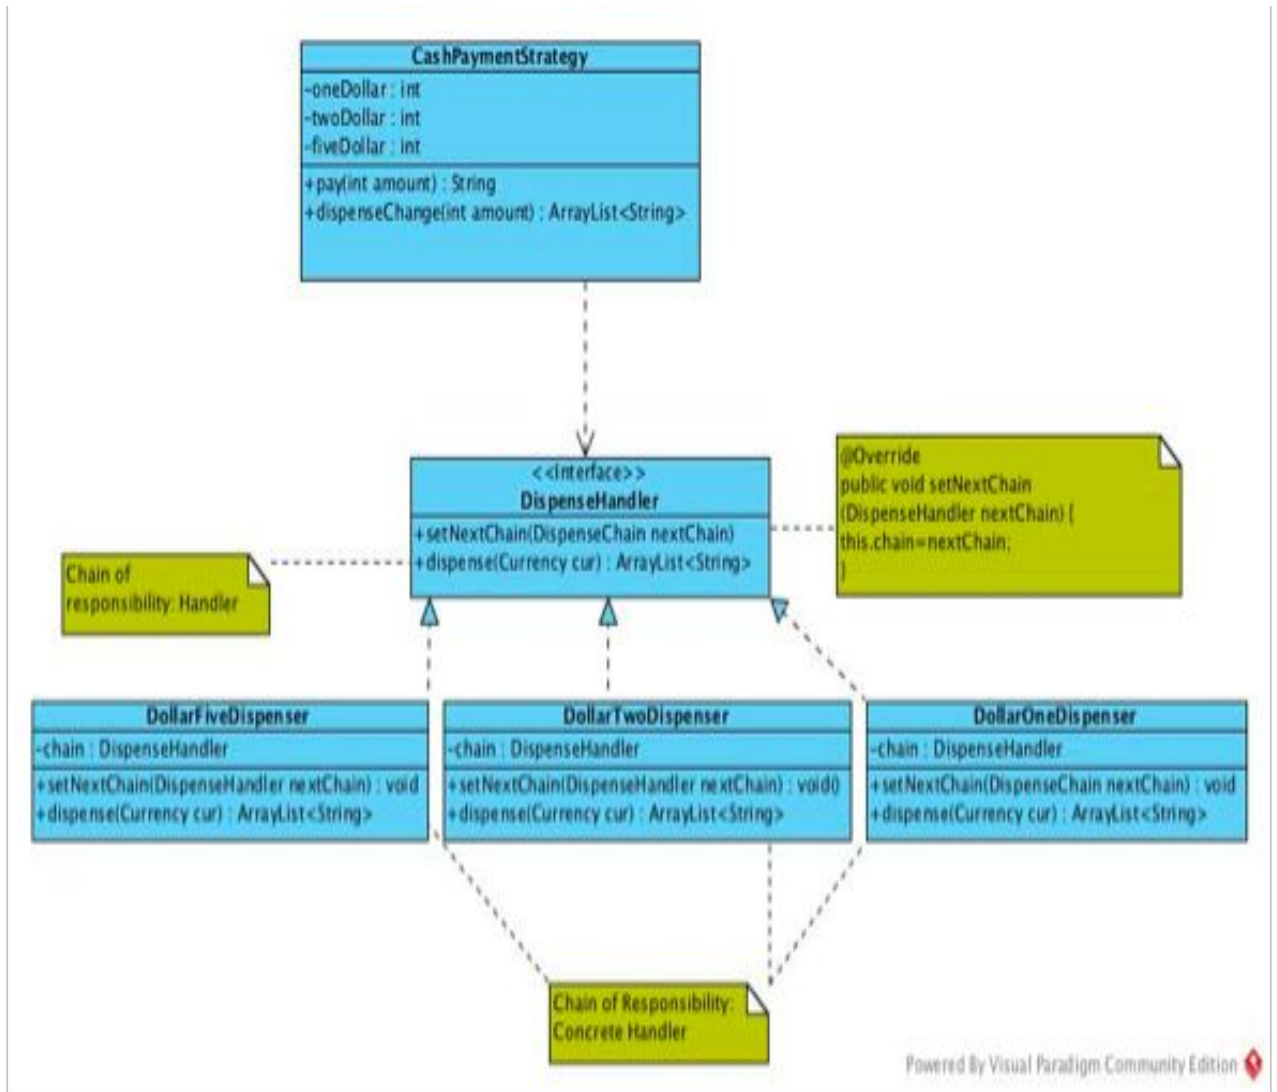 CashPaymentStrategy
-oneDollar : int
-twoDollar : int
-fiveDollar : int
+pay(int amount) : String
+dispenseChange(int amount) : ArrayList<String>
<<Interface>>
DispenseHandler
+setNextChain(DispenseChain nextChain)
+dispense(Currency cur) : ArrayList<String>
@Override
public void setNextChain
(DispenseHandler nextChain) {
this.chain=nextChain;
}
Chain of
responsibility: Handler
DollarFiveDispenser
-chain : DispenseHandler
+setNextChain(DispenseHandler nextChain) : void
+dispense(Currency cur) : ArrayList<String>
DollarTwoDispenser
-chain : DispenseHandler
+setNextChain(DispenseHandler nextChain) : void()
+dispense(Currency cur) : ArrayList<String>
DollarOneDispenser
-chain : DispenseHandler
+setNextChain(DispenseChain nextChain) : void
+dispense(Currency cur) : ArrayList<String>
Chain of Responsibility:
Concrete Handler
Powered By Visual Paradigm Community Edition